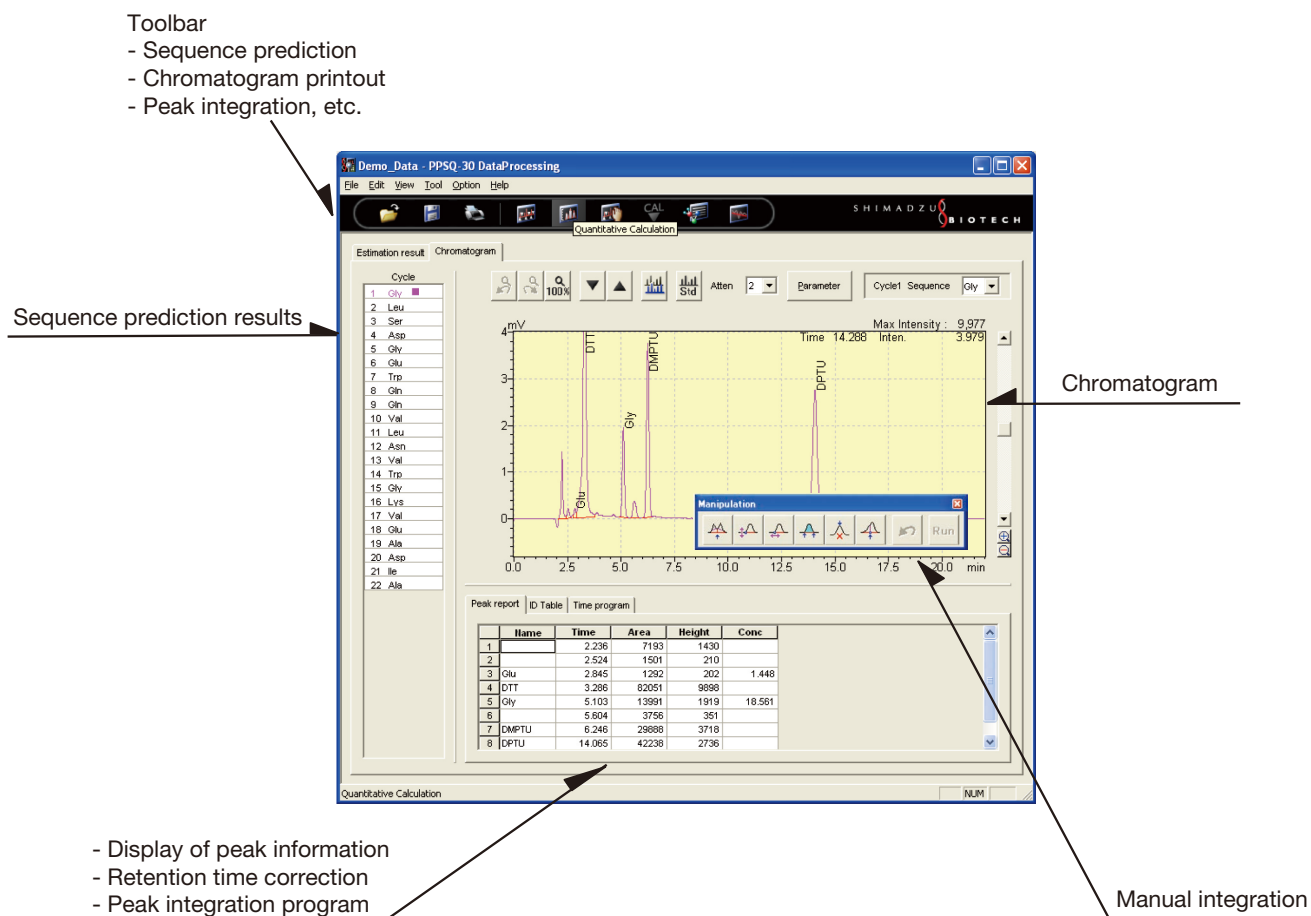 Toolbar
- Sequence prediction
- Chromatogram printout
- Peak integration, etc.
Demo_Data - PPSQ-30 DataProcessing
File Edit View Tool Option Help
CAL
SHIMADZU
BIOTECH
Quantitative Calculation
Estimation result Chromatogram
Cycle
1 Gly
2 Leu
3 Ser
4 Asp
5 Gly
6 Glu
7 Trp
8 Gln
9 Gln
10 Val
11 Leu
12 Asn
13 Val
14 Trp
15 Gly
16 Lys
17 Val
18 Glu
19 Ala
20 Asp
21 Ile
22 Ala
Sequence prediction results
100% Std Atten 2 Parameter Cycle1 Sequence Gly
mV Max Intensity : 9,977
Time 14.288 Inten. 3.979
4
3
2
1
0
DTT
DMPTU
DPTU
Gly
Glu
Chromatogram
Manipulation
Run
0.0 2.5 5.0 7.5 10.0 12.5 15.0 17.5 20.0 min
Peak report ID Table Time program
Name Time Area Height Conc
1 2.236 7193 1430
2 2.524 1501 210
3 Glu 2.845 1292 202 1.448
4 DTT 3.286 82051 9898
5 Gly 5.103 13991 1919 18.561
6 5.604 3756 351
7 DMPTU 6.246 29888 3718
8 DPTU 14.065 42238 2736
Quantitative Calculation NUM
- Display of peak information
- Retention time correction
- Peak integration program
Manual integration